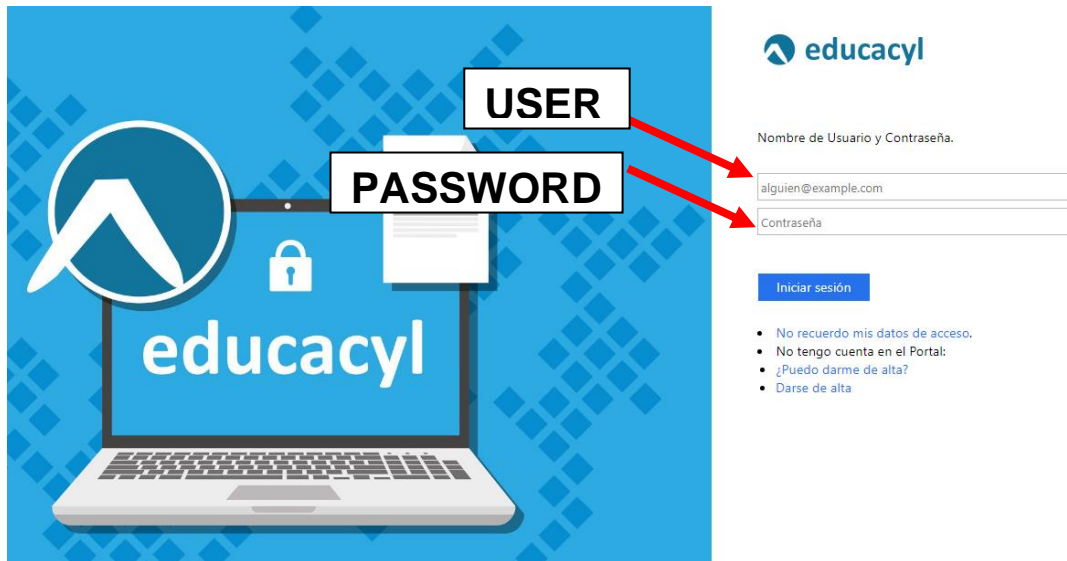 educacyl
USER
Nombre de Usuario y Contraseña.
PASSWORD
alguien@example.com
Contraseña
Iniciar sesión
educacyl
No recuerdo mis datos de acceso.
No tengo cuenta en el Portal:
¿Puedo darme de alta?
Darse de alta